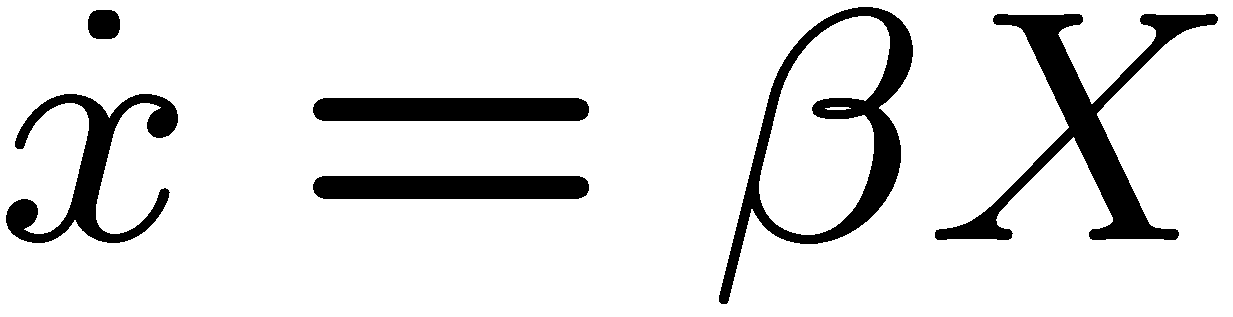 ẋ = βX